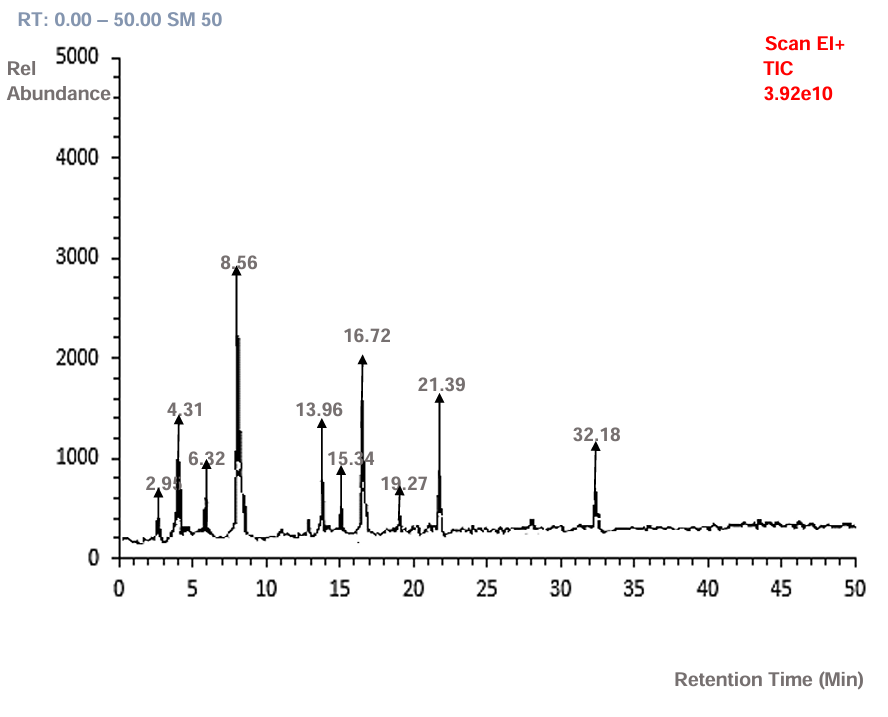 RT: 0.00 – 50.00 SM 50
Scan EI+
TIC
3.92e10
Rel
Abundance
5000
4000
3000
2000
1000
0
8.56
16.72
21.39
4.31
13.96
32.18
6.32
15.34
2.95
19.27
0 5 10 15 20 25 30 35 40 45 50
Retention Time (Min)